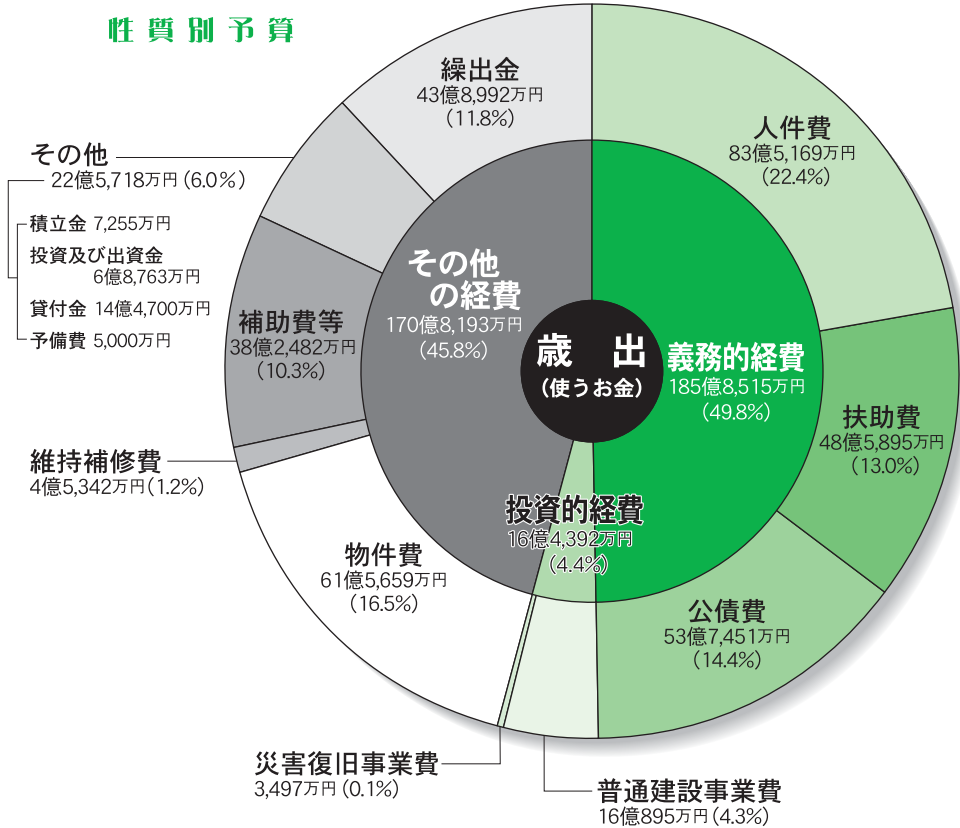 性質別予算
繰出金
43億8,992万円
(11.8%)
人件費
83億5,169万円
(22.4%)
その他
22億5,718万円(6.0%)
積立金 7,255万円
投資及び出資金
6億8,763万円
貸付金 14億4,700万円
予備費 5,000万円
その他
の経費
170億8,193万円
(45.8%)
歳出
(使うお金)
義務的経費
185億8,515万円
(49.8%)
補助費等
38億2,482万円
(10.3%)
扶助費
48億5,895万円
(13.0%)
維持補修費
4億5,342万円(1.2%)
投資的経費
16億4,392万円
(4.4%)
物件費
61億5,659万円
(16.5%)
公債費
53億7,451万円
(14.4%)
災害復旧事業費
3,497万円(0.1%)
普通建設事業費
16億895万円(4.3%)